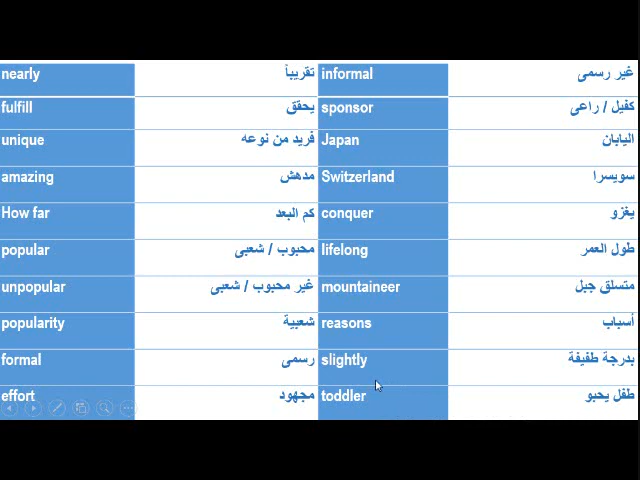 nearly تقريباً informal غير رسمى
fulfill يحقق sponsor كفيل / راعى
unique فريد من نوعه Japan اليابان
amazing مدهش Switzerland سويسرا
How far كم البعد conquer يغزو
popular محبوب / شعبى lifelong طول العمر
unpopular غير محبوب / شعبى mountaineer متسلق جبل
popularity شعبية reasons أسباب
formal رسمى slightly بدرجة طفيفة
effort مجهود toddler طفل يحبو